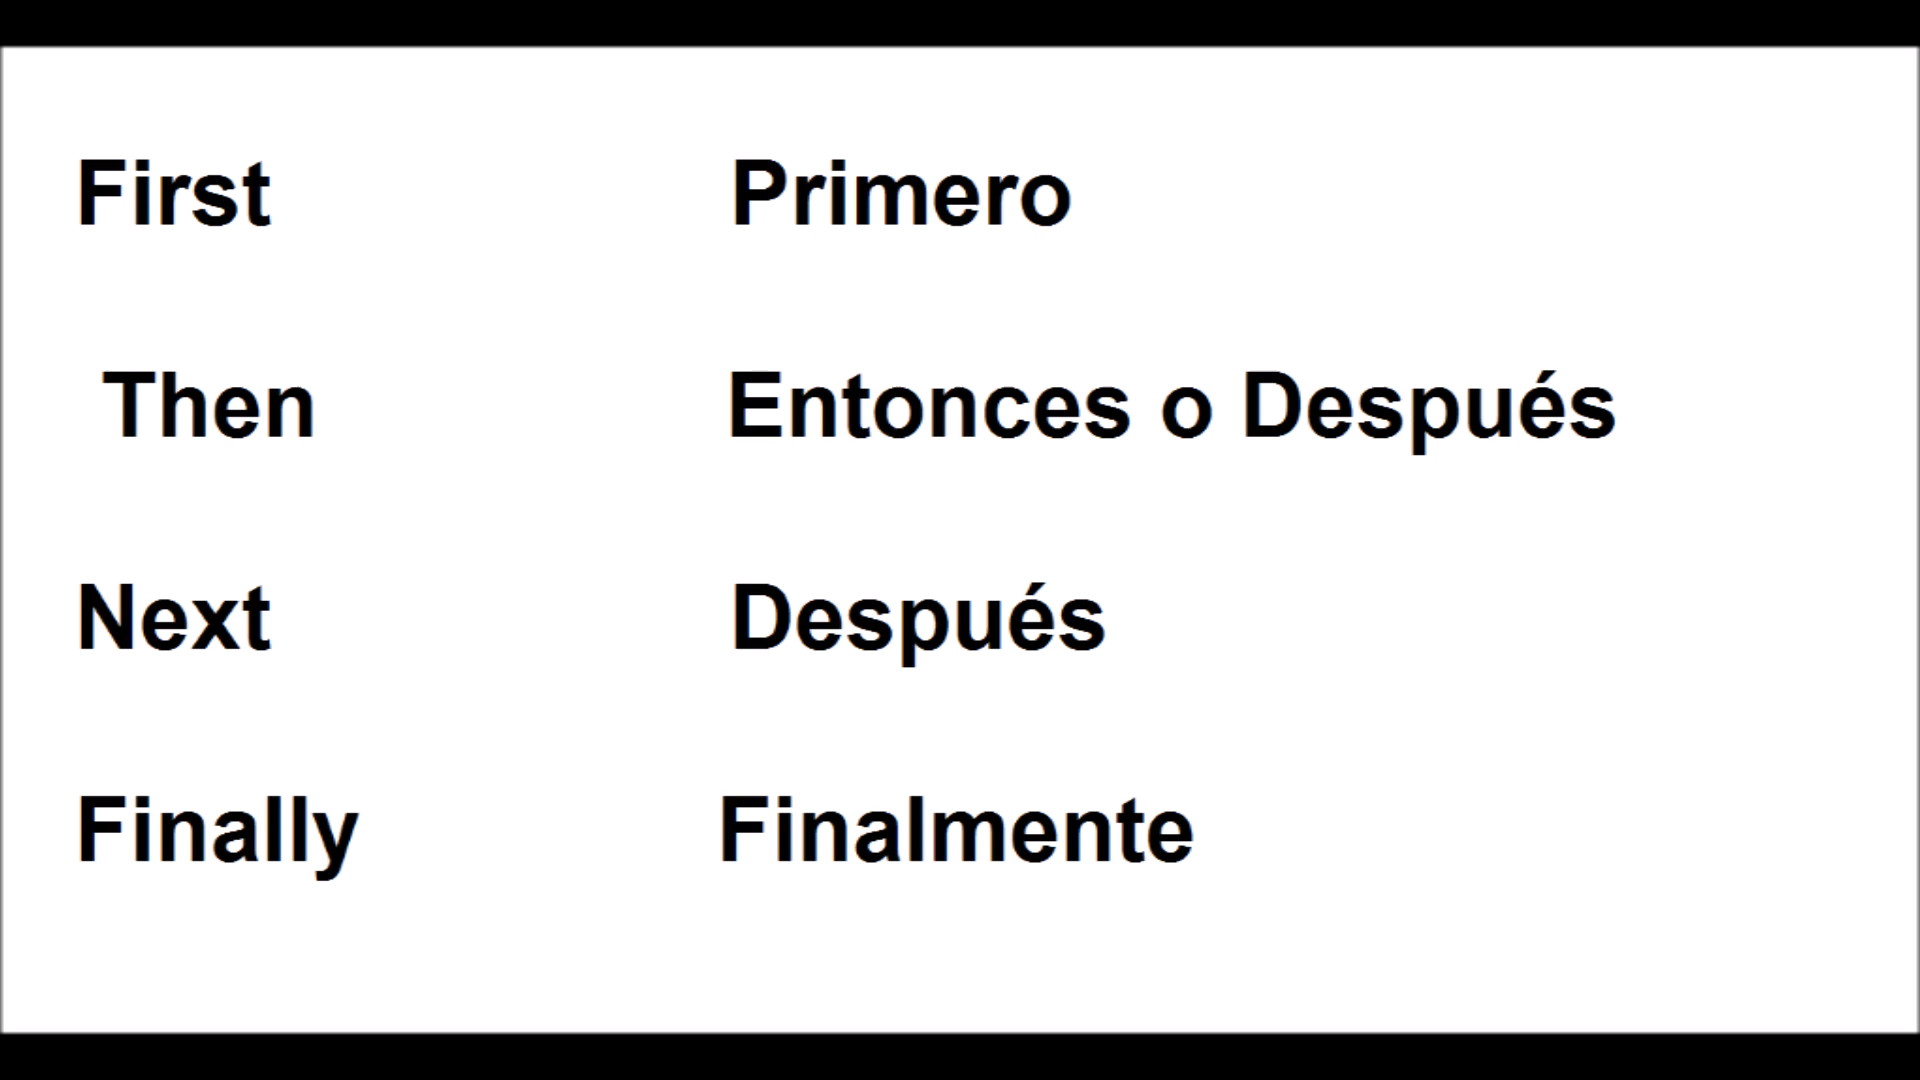 First Primero
Then Entonces o Después
Next Después
Finally Finalmente